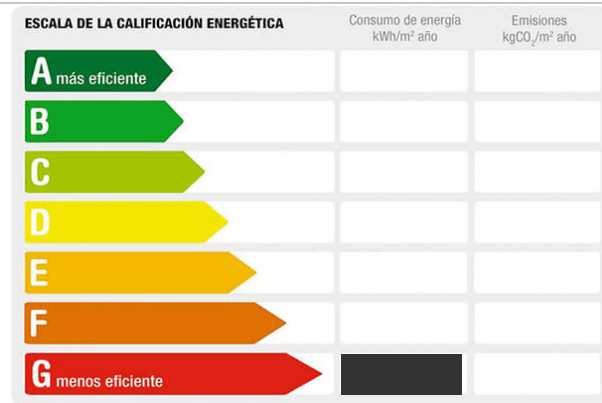 ESCALA DE LA CALIFICACIÓN ENERGÉTICA
Consumo de energía
kWh/m² año
Emisiones
kgCO₂/m² año
A más eficiente
B
C
D
E
F
G menos eficiente